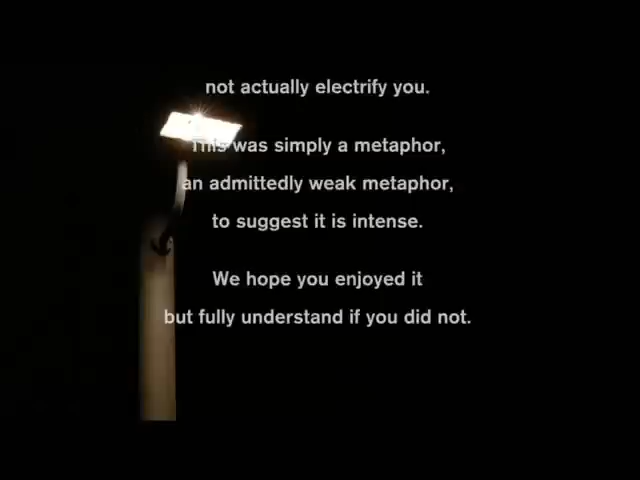 not actually electrify you.
This was simply a metaphor,
an admittedly weak metaphor,
to suggest it is intense.
We hope you enjoyed it
but fully understand if you did not.